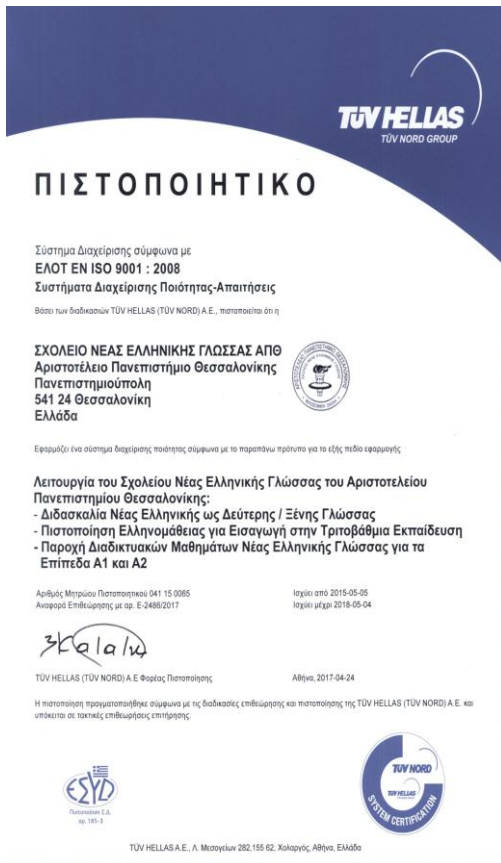 TÜV HELLAS
TÜV NORD GROUP
ΠΙΣΤΟΠΟΙΗΤΙΚΟ
Σύστημα Διαχείρισης σύμφωνα με
ΕΛΟΤ EN ISO 9001 : 2008
Συστήματα Διαχείρισης Ποιότητας-Απαιτήσεις
Βάσει των διαδικασιών TÜV HELLAS (TÜV NORD) Α.Ε., πιστοποιείται ότι η
ΣΧΟΛΕΙΟ ΝΕΑΣ ΕΛΛΗΝΙΚΗΣ ΓΛΩΣΣΑΣ ΑΠΘ
Αριστοτέλειο Πανεπιστήμιο Θεσσαλονίκης
Πανεπιστημιούπολη
541 24 Θεσσαλονίκη
Ελλάδα
Εφαρμόζει ένα σύστημα διαχείρισης ποιότητας σύμφωνα με το παραπάνω πρότυπο για το εξής πεδίο εφαρμογής
Λειτουργία του Σχολείου Νέας Ελληνικής Γλώσσας του Αριστοτελείου
Πανεπιστημίου Θεσσαλονίκης:
- Διδασκαλία Νέας Ελληνικής ως Δεύτερης / Ξένης Γλώσσας
- Πιστοποίηση Ελληνομάθειας για Εισαγωγή στην Τριτοβάθμια Εκπαίδευση
- Παροχή Διαδικτυακών Μαθημάτων Νέας Ελληνικής Γλώσσας για τα
Επίπεδα Α1 και Α2
Αριθμός Μητρώου Πιστοποιητικού 041 15 0065
Αναφορά Επιθεώρησης με αρ. Ε-2486/2017
Ισχύει από 2015-05-05
Ισχύει μέχρι 2018-05-04
TÜV HELLAS (TÜV NORD) Α.Ε Φορέας Πιστοποίησης
Αθήνα, 2017-04-24
Η πιστοποίηση πραγματοποιήθηκε σύμφωνα με τις διαδικασίες επιθεώρησης και πιστοποίησης της TÜV HELLAS (TÜV NORD) Α.Ε. και
υπόκειται σε τακτικές επιθεωρήσεις επιτήρησης.
ΕΣΥΔ
Πιστοποίηση Σ.Δ.
αρ. 185-3
TÜV NORD
TÜV HELLAS
SYSTEM CERTIFICATION
TÜV HELLAS Α.Ε., Λ. Μεσογείων 282,155 62, Χολαργός, Αθήνα, Ελλάδα